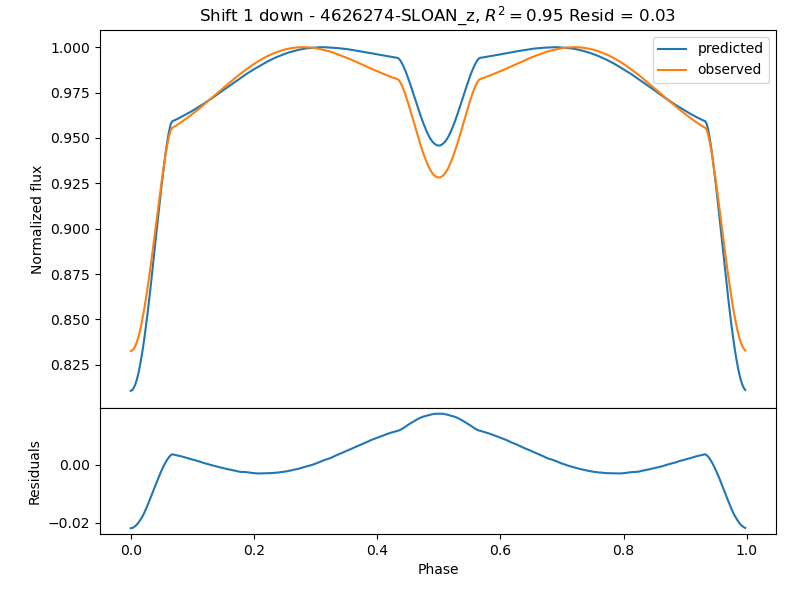 Shift 1 down - 4626274-SLOAN_z, $R^2 = 0.95$ Resid = 0.03
predicted
observed
1.000
0.975
0.950
0.925
0.900
0.875
0.850
0.825
Normalized flux
0.00
−0.02
Residuals
0.0 0.2 0.4 0.6 0.8 1.0
Phase